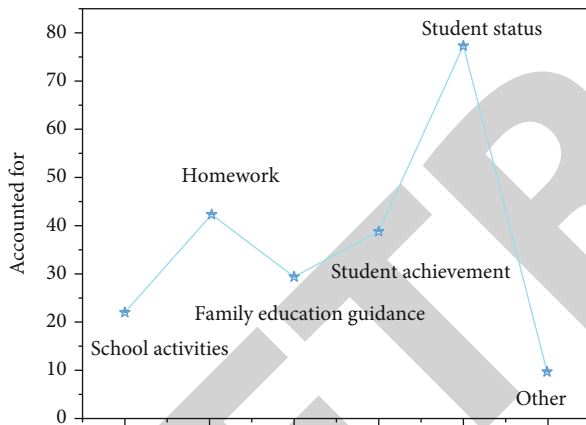 80
70
60
50
40
30
20
10
0
Accounted for
Student status
Homework
Student achievement
Family education guidance
School activities
Other